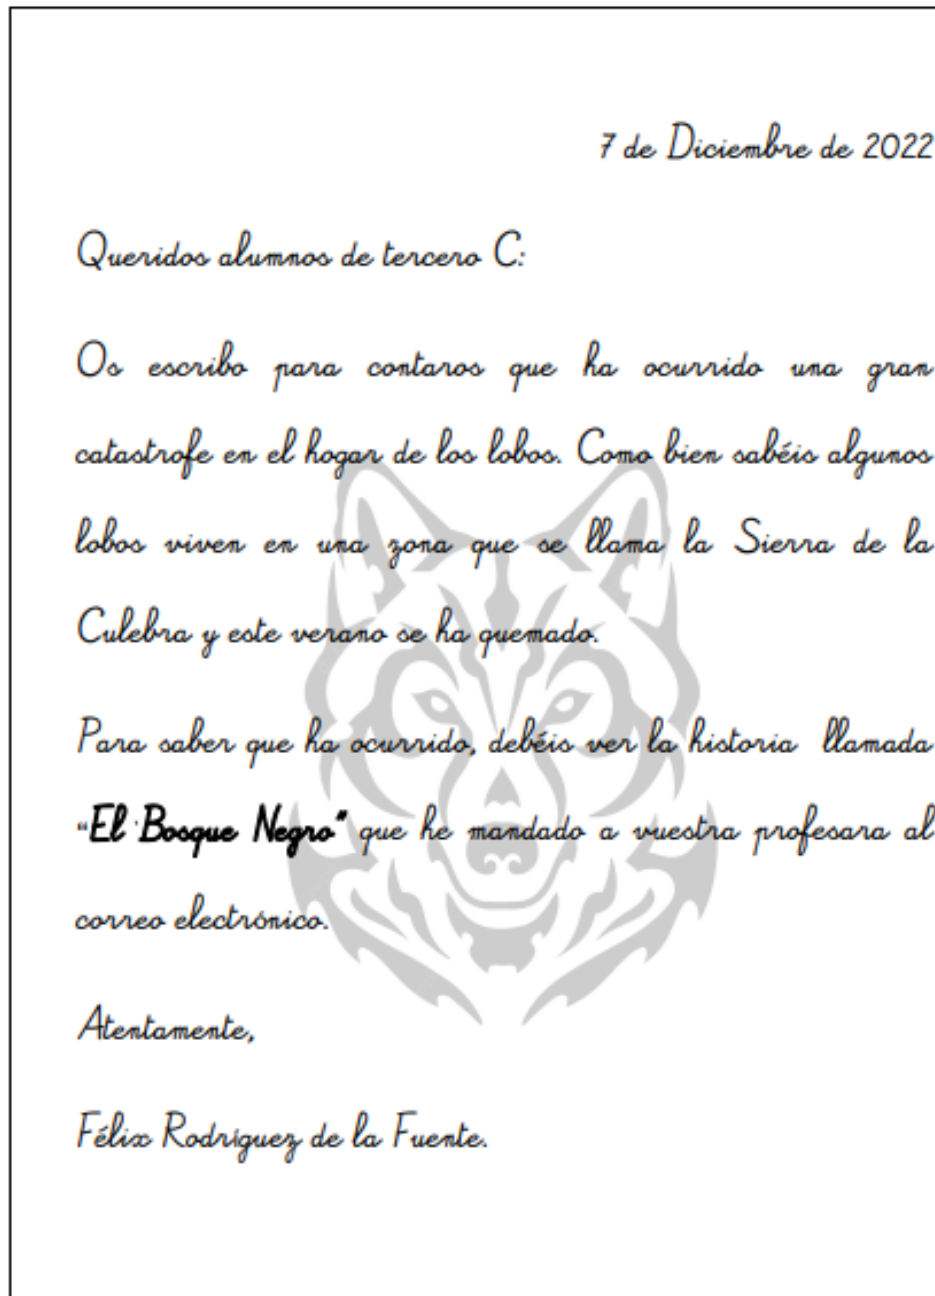 7 de Diciembre de 2022
Queridos alumnos de tercero C:
Os escribo para contaros que ha ocurrido una gran
catastrofe en el hogar de los lobos. Como bien sabéis algunos
lobos viven en una zona que se llama la Sierra de la
Culebra y este verano se ha quemado.
Para saber que ha ocurrido, debéis ver la historia llamada
"El Bosque Negro" que he mandado a vuestra profesara al
correo electrónico.
Atentamente,
Félix Rodríguez de la Fuente.